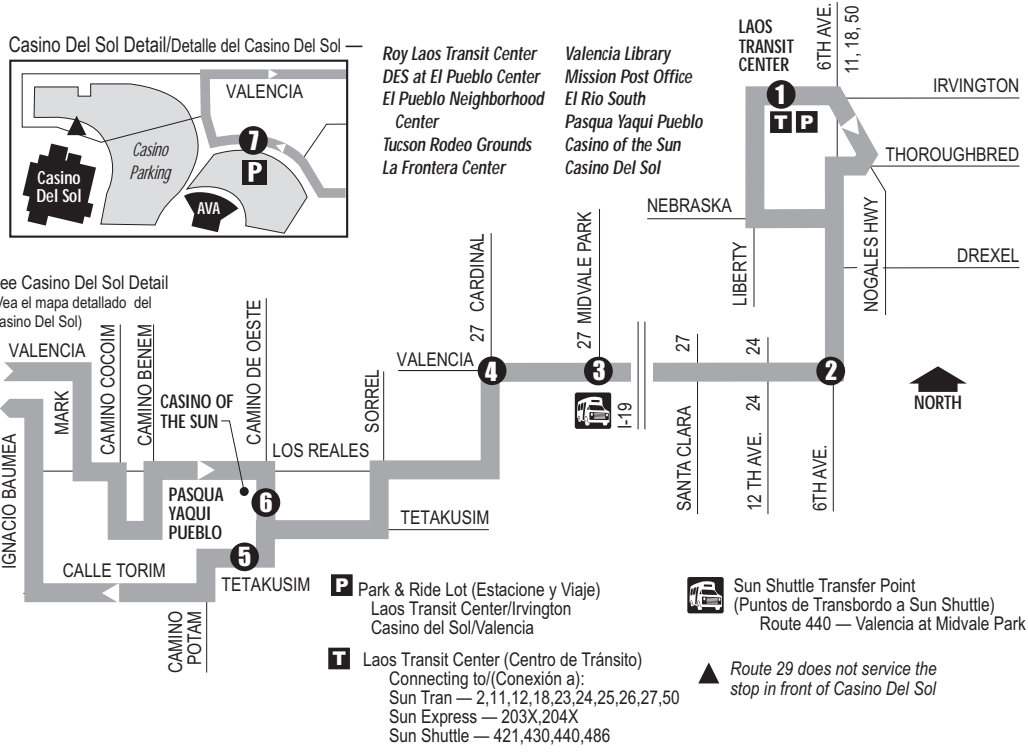 Casino Del Sol Detail/Detalle del Casino Del Sol —
VALENCIA
7
P
Casino
Parking
Casino
Del Sol
AVA
Roy Laos Transit Center
DES at El Pueblo Center
El Pueblo Neighborhood
Center
Tucson Rodeo Grounds
La Frontera Center
Valencia Library
Mission Post Office
El Rio South
Pasqua Yaqui Pueblo
Casino of the Sun
Casino Del Sol
LAOS
TRANSIT
CENTER
1
T P
6TH AVE.
11, 18, 50
IRVINGTON
THOROUGHBRED
NEBRASKA
LIBERTY
NOGALES HWY
DREXEL
ee Casino Del Sol Detail
Vea el mapa detallado del
asino Del Sol)
VALENCIA
MARK
CAMINO COCOIM
CAMINO BENEM
CASINO OF
THE SUN
CAMINO DE OESTE
SORREL
LOS REALES
VALENCIA
27 CARDINAL
4
27 MIDVALE PARK
3
I-19
27
SANTA CLARA
24
12 TH AVE. 24
2
6TH AVE.
NORTH
IGNACIO BAUMEA
PASQUA
YAQUI
PUEBLO
6
5
TETAKUSIM
TETAKUSIM
CALLE TORIM
CAMINO
POTAM
P Park & Ride Lot (Estacione y Viaje)
Laos Transit Center/Irvington
Casino del Sol/Valencia
T Laos Transit Center (Centro de Tránsito)
Connecting to/(Conexión a):
Sun Tran — 2,11,12,18,23,24,25,26,27,50
Sun Express — 203X,204X
Sun Shuttle — 421,430,440,486
Sun Shuttle Transfer Point
(Puntos de Transbordo a Sun Shuttle)
Route 440 — Valencia at Midvale Park
Route 29 does not service the
stop in front of Casino Del Sol